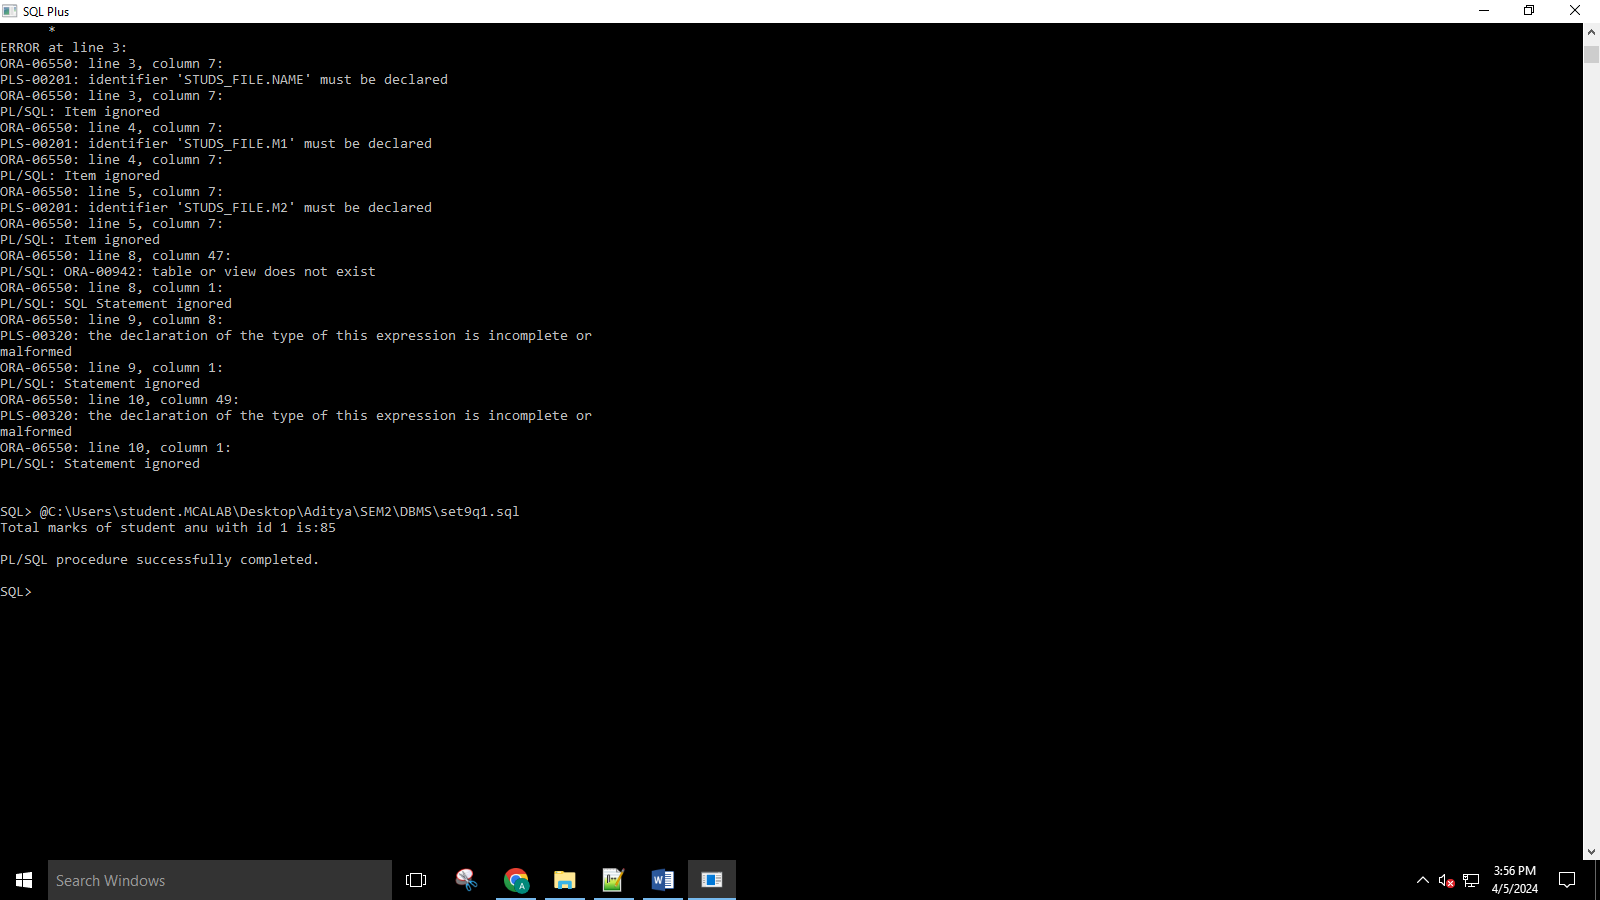 SQL Plus
*
ERROR at line 3:
ORA-06550: line 3, column 7:
PLS-00201: identifier 'STUDS_FILE.NAME' must be declared
ORA-06550: line 3, column 7:
PL/SQL: Item ignored
ORA-06550: line 4, column 7:
PLS-00201: identifier 'STUDS_FILE.M1' must be declared
ORA-06550: line 4, column 7:
PL/SQL: Item ignored
ORA-06550: line 5, column 7:
PLS-00201: identifier 'STUDS_FILE.M2' must be declared
ORA-06550: line 5, column 7:
PL/SQL: Item ignored
ORA-06550: line 8, column 47:
PL/SQL: ORA-00942: table or view does not exist
ORA-06550: line 8, column 1:
PL/SQL: SQL Statement ignored
ORA-06550: line 9, column 8:
PLS-00320: the declaration of the type of this expression is incomplete or
malformed
ORA-06550: line 9, column 1:
PL/SQL: Statement ignored
ORA-06550: line 10, column 49:
PLS-00320: the declaration of the type of this expression is incomplete or
malformed
ORA-06550: line 10, column 1:
PL/SQL: Statement ignored
SQL> @C:\Users\student.MCALAB\Desktop\Aditya\SEM2\DBMS\set9q1.sql
Total marks of student anu with id 1 is:85
PL/SQL procedure successfully completed.
SQL>
Search Windows
3:56 PM
4/5/2024